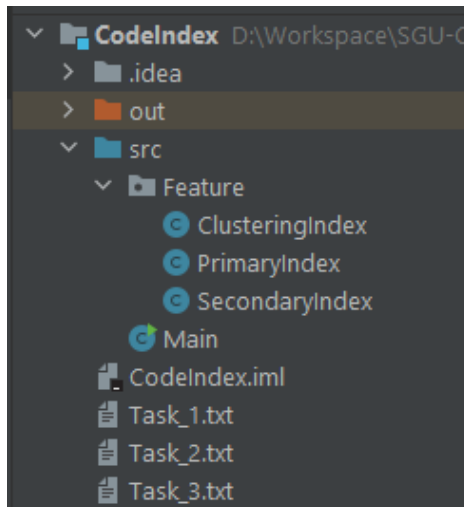 CodeIndex D:\Workspace\SGU-
.idea
out
src
Feature
ClusteringIndex
PrimaryIndex
SecondaryIndex
Main
CodeIndex.iml
Task_1.txt
Task_2.txt
Task_3.txt